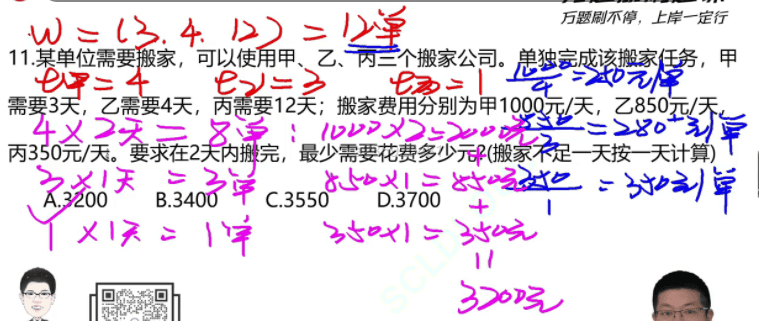 万题刷不停，上岸一定行
W = (3.4.12) = 12单
11.某单位需要搬家，可以使用甲、乙、丙三个搬家公司。单独完成该搬家任务，甲
t甲=4 t乙=3 t丙=1 1000/4=250元/单
需要3天，乙需要4天，丙需要12天；搬家费用分别为甲1000元/天，乙850元/天，
4×2天=8单： 1000×2=2000元 850/3=280+元/单
丙350元/天。要求在2天内搬完，最少需要花费多少元?(搬家不足一天按一天计算)
+
3×1天=3单 850×1=850元 350/1=350元/单
A.3200 B.3400 C.3550 D.3700
+
1×1天=1单 350×1=350元
=
3200元